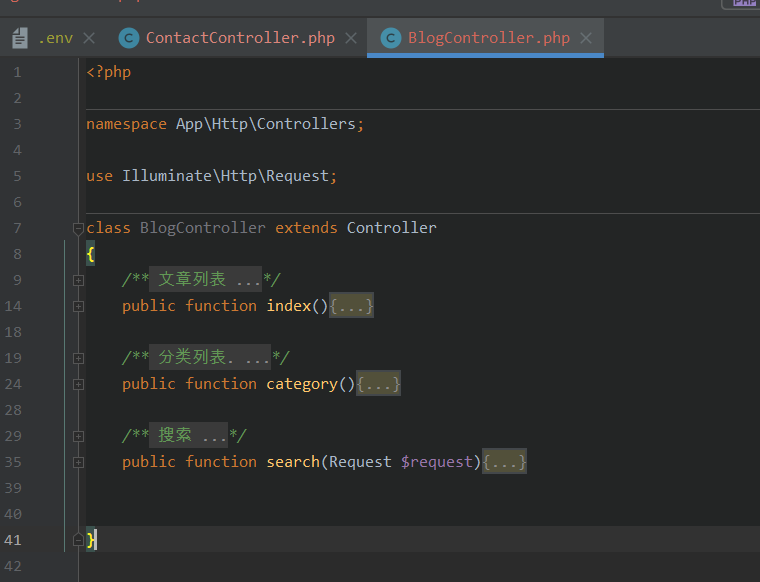 .env ContactController.php BlogController.php
PHP
1 <?php
2
3 namespace App\Http\Controllers;
4
5 use Illuminate\Http\Request;
6
7 class BlogController extends Controller
8 {
9 /** 文章列表 ...*/
14 public function index(){...}
18
19 /** 分类列表. ...*/
24 public function category(){...}
28
29 /** 搜索 ...*/
35 public function search(Request $request){...}
39
40
41 }
42